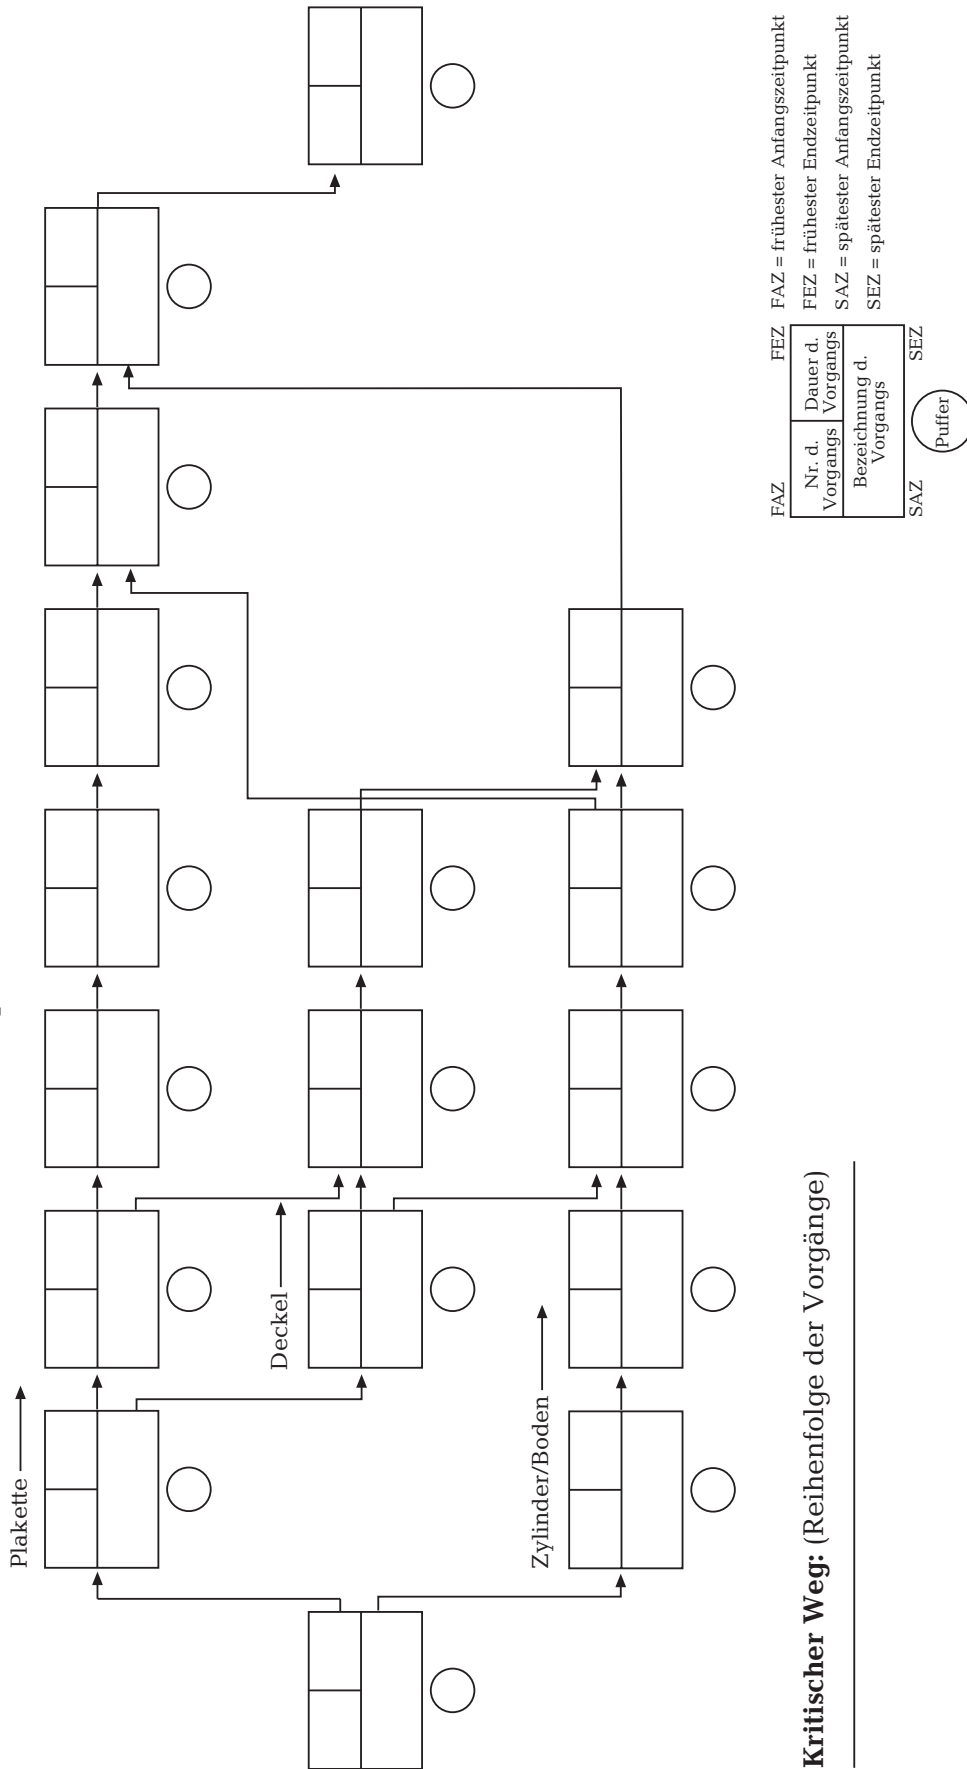 Plakette
Deckel
Zylinder/Boden
Kritischer Weg: (Reihenfolge der Vorgänge)
FAZ
FEZ
Nr. d.
Vorgangs
Dauer d.
Vorgangs
Bezeichnung d.
Vorgangs
SAZ
SEZ
Puffer
FAZ = frühester Anfangszeitpunkt
FEZ = frühester Endzeitpunkt
SAZ = spätester Anfangszeitpunkt
SEZ = spätester Endzeitpunkt